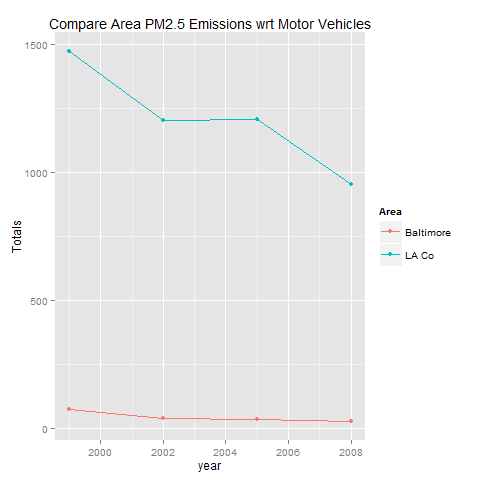 Compare Area PM2.5 Emissions wrt Motor Vehicles
1500
1000
500
0
Totals
2000 2002 2004 2006 2008
year
Area
Baltimore
LA Co